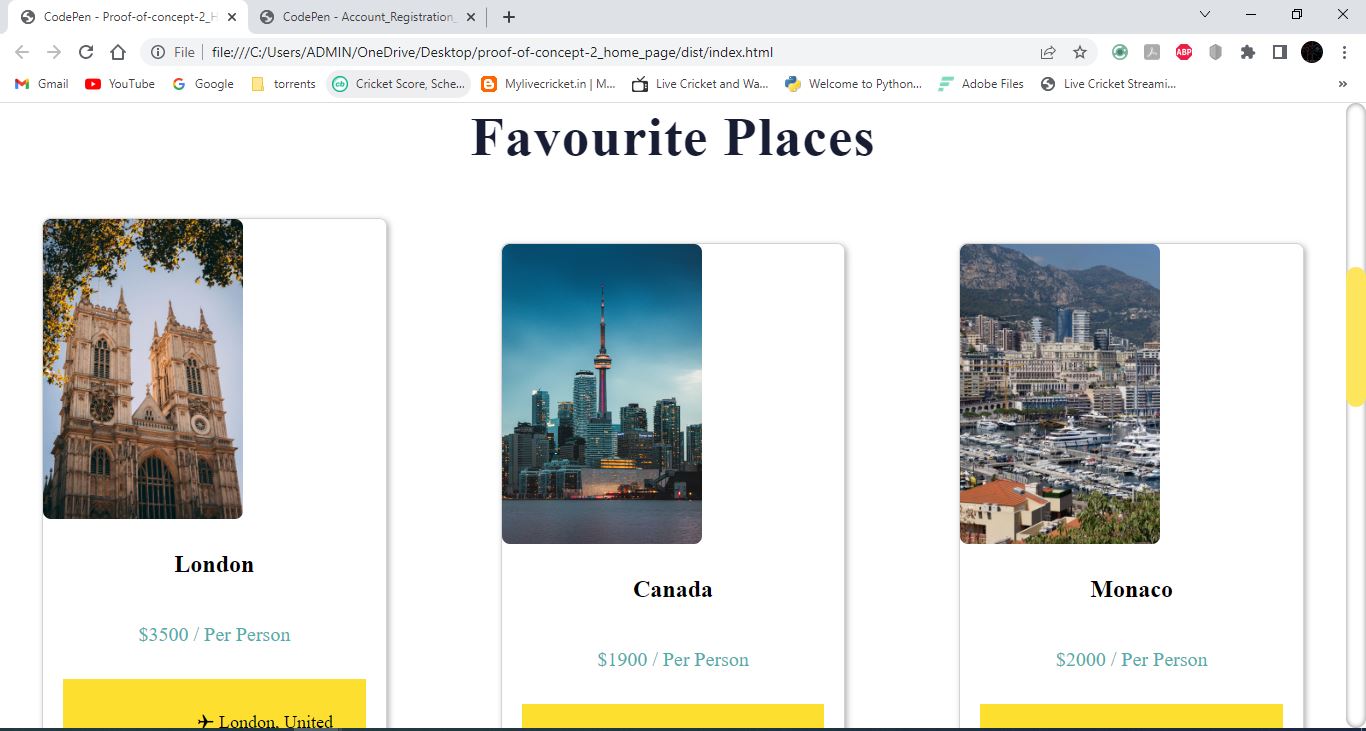 CodePen - Proof-of-concept-2_H
CodePen - Account_Registration_
File
file:///C:/Users/ADMIN/OneDrive/Desktop/proof-of-concept-2_home_page/dist/index.html
ABP
Gmail
YouTube
Google
torrents
cb
Cricket Score, Sche...
Mylivecricket.in | M...
Live Cricket and Wa...
Welcome to Python...
Adobe Files
Live Cricket Streami...
Favourite Places
London
$3500 / Per Person
✈ London, United
Canada
$1900 / Per Person
Monaco
$2000 / Per Person